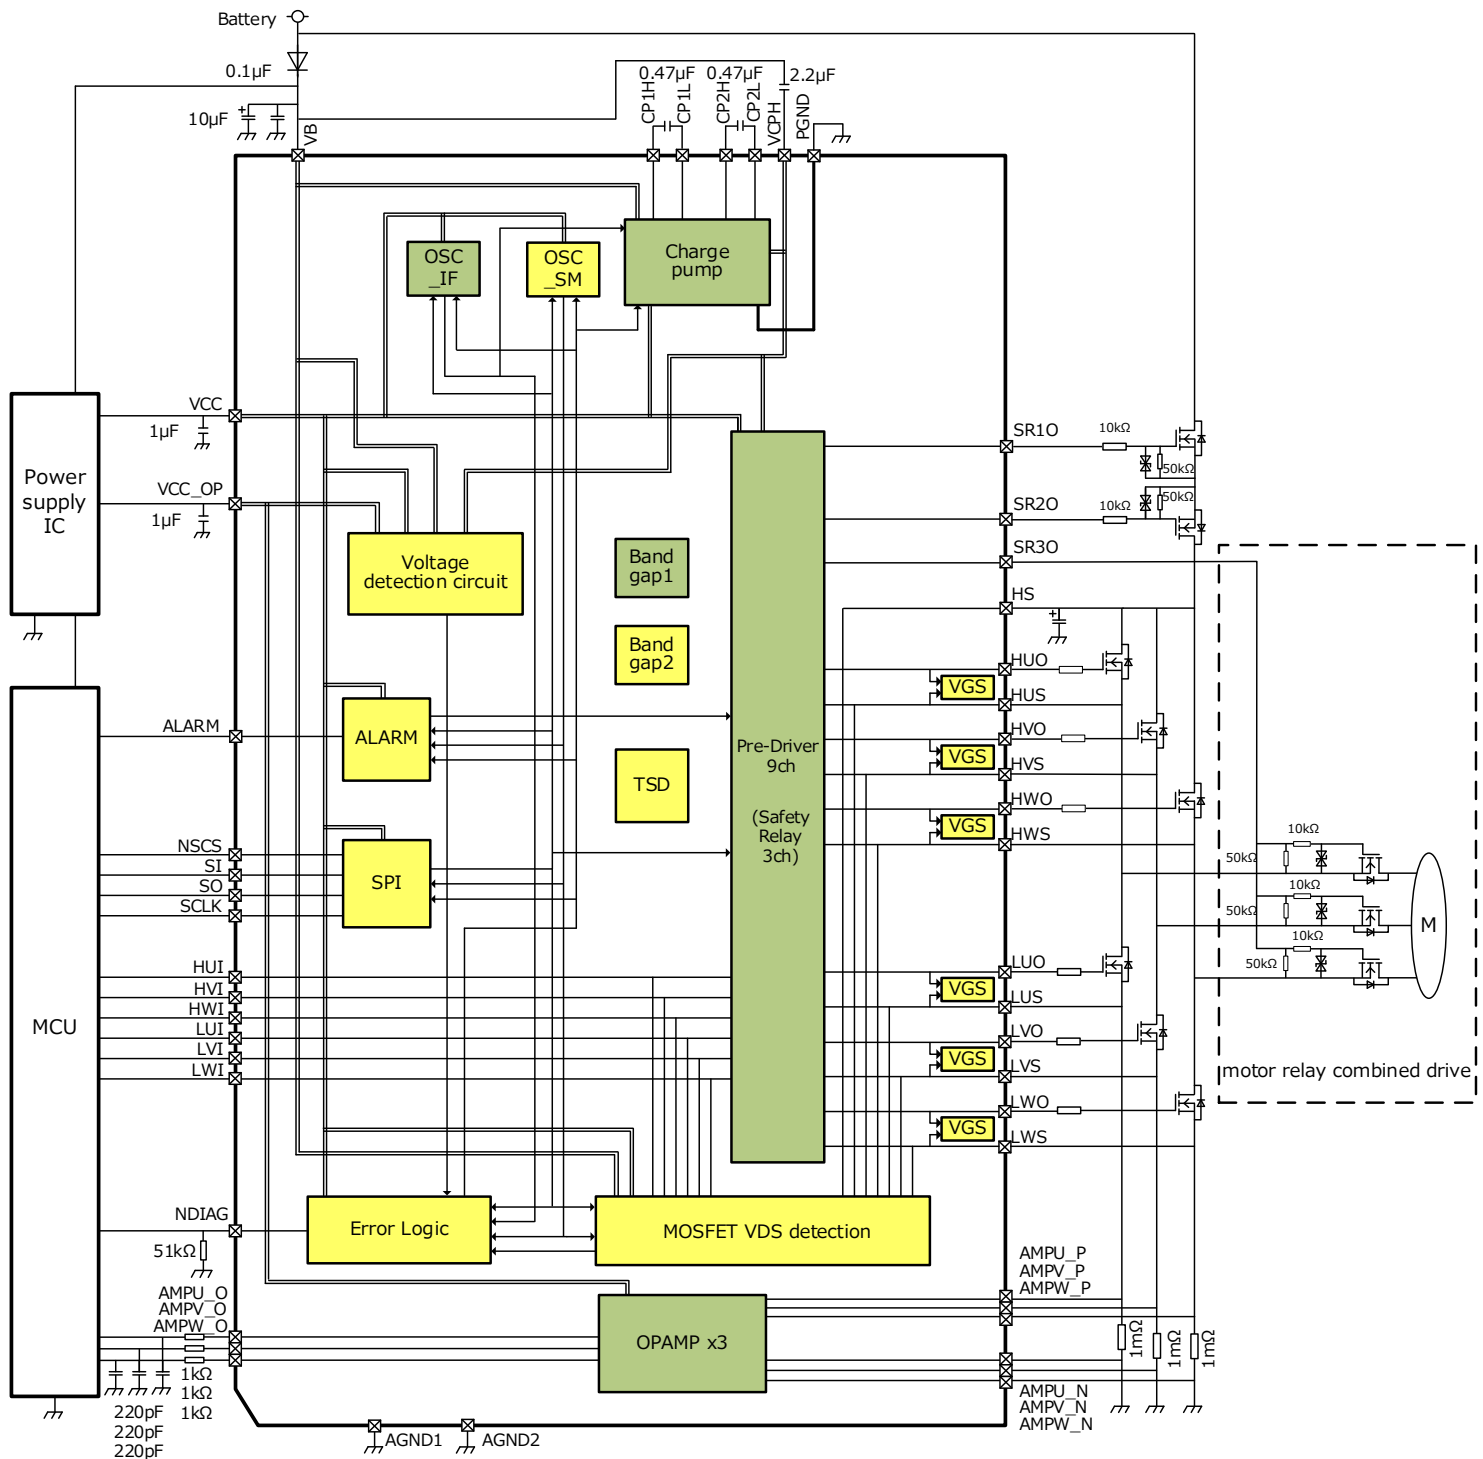 Battery
0.1µF
10µF
VB
0.47µF
0.47µF
2.2µF
CP1H
CP1L
CP2H
CP2L
VCPH
PGND
OSC
_IF
OSC
_SM
Charge
pump
VCC
1µF
VCC_OP
1µF
Power
supply
IC
Voltage
detection circuit
Band
gap1
Band
gap2
TSD
ALARM
ALARM
SPI
NSCS
SI
SO
SCLK
HUI
HVI
HWI
LUI
LVI
LWI
MCU
Pre-Driver
9ch
(Safety
Relay
3ch)
SR1O
10kΩ
50kΩ
SR2O
10kΩ
50kΩ
SR3O
HS
HUO
VGS
HUS
HVO
VGS
HVS
HWO
VGS
HWS
LUO
VGS
LUS
LVO
VGS
LVS
LWO
VGS
LWS
10kΩ
50kΩ
10kΩ
50kΩ
10kΩ
50kΩ
M
motor relay combined drive
NDIAG
51kΩ
Error Logic
MOSFET VDS detection
AMPU_O
AMPV_O
AMPW_O
1kΩ
1kΩ
1kΩ
220pF
220pF
220pF
OPAMP x3
AMPU_P
AMPV_P
AMPW_P
1mΩ
1mΩ
1mΩ
AMPU_N
AMPV_N
AMPW_N
AGND1
AGND2